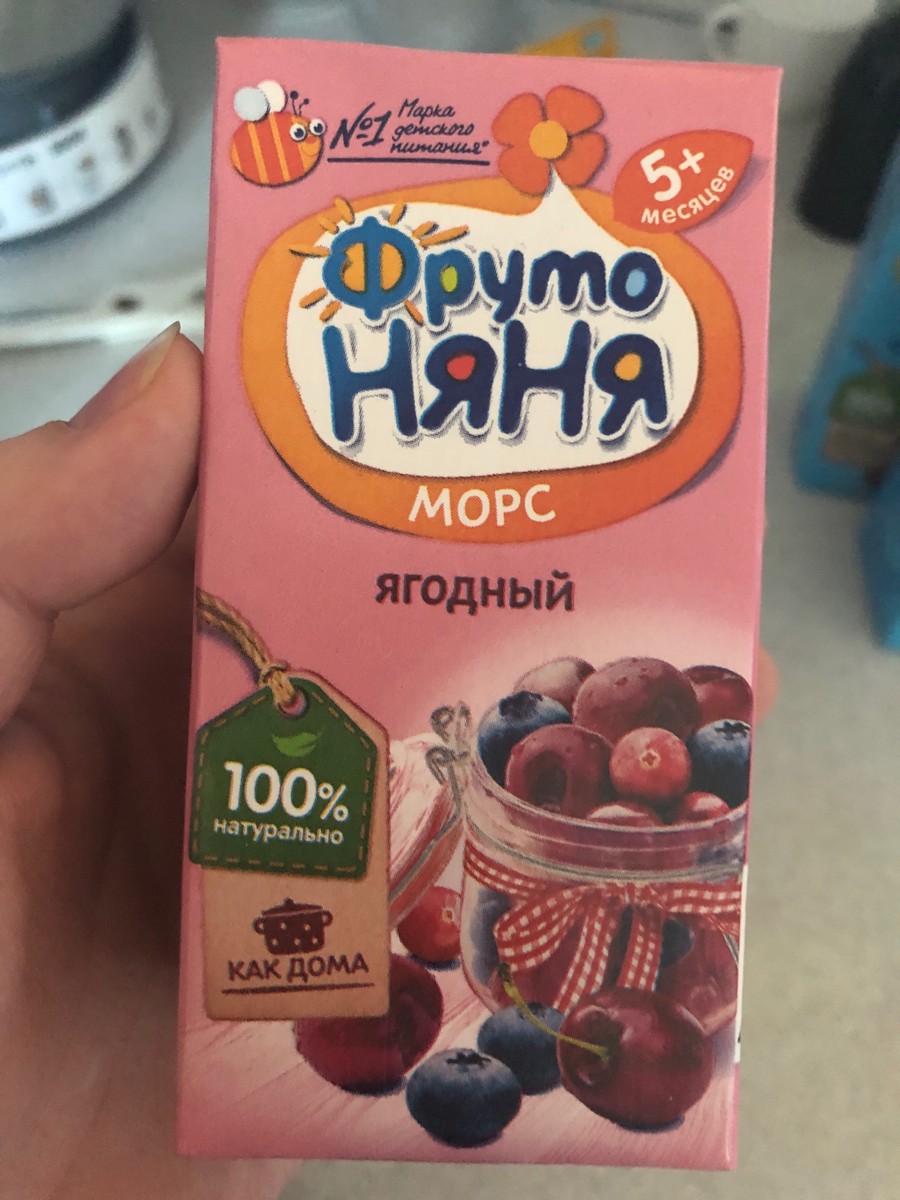 №1 Марка
детского
питания*
5+
месяцев
Фруто
НЯНЯ
МОРС
ЯГОДНЫЙ
100%
натурально
КАК ДОМА